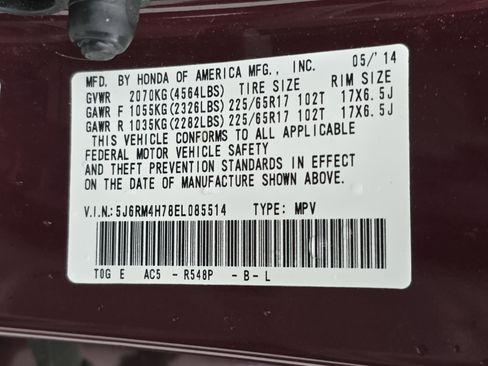 MFD. BY HONDA OF AMERICA MFG., INC. 05/'14
GVWR 2070KG(4564LBS) TIRE SIZE RIM SIZE
GAWR F 1055KG(2326LBS) 225/65R17 102T 17X6.5J
GAWR R 1035KG(2282LBS) 225/65R17 102T 17X6.5J
THIS VEHICLE CONFORMS TO ALL APPLICABLE
FEDERAL MOTOR VEHICLE SAFETY
AND THEFT PREVENTION STANDARDS IN EFFECT
ON THE DATE OF MANUFACTURE SHOWN ABOVE.
V.I.N.:5J6RM4H78EL085514 TYPE: MPV
TOG E AC5 -R548P -B-L